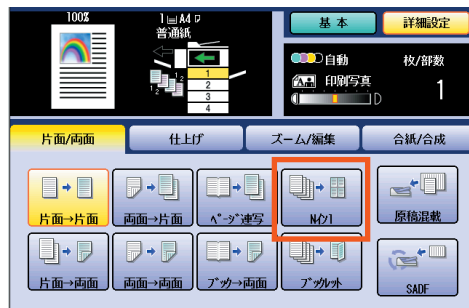 100%
1 A4
普通紙
基本
詳細設定
自動
枚/部数
印刷写真
1
1 2
1 2
1
2
3
4
片面/両面
仕上げ
ズーム/編集
合紙/合成
片面→片面
両面→片面
ページ連写
Nイン1
原稿混載
片面→両面
両面→両面
ブック→両面
ブックレット
SADF